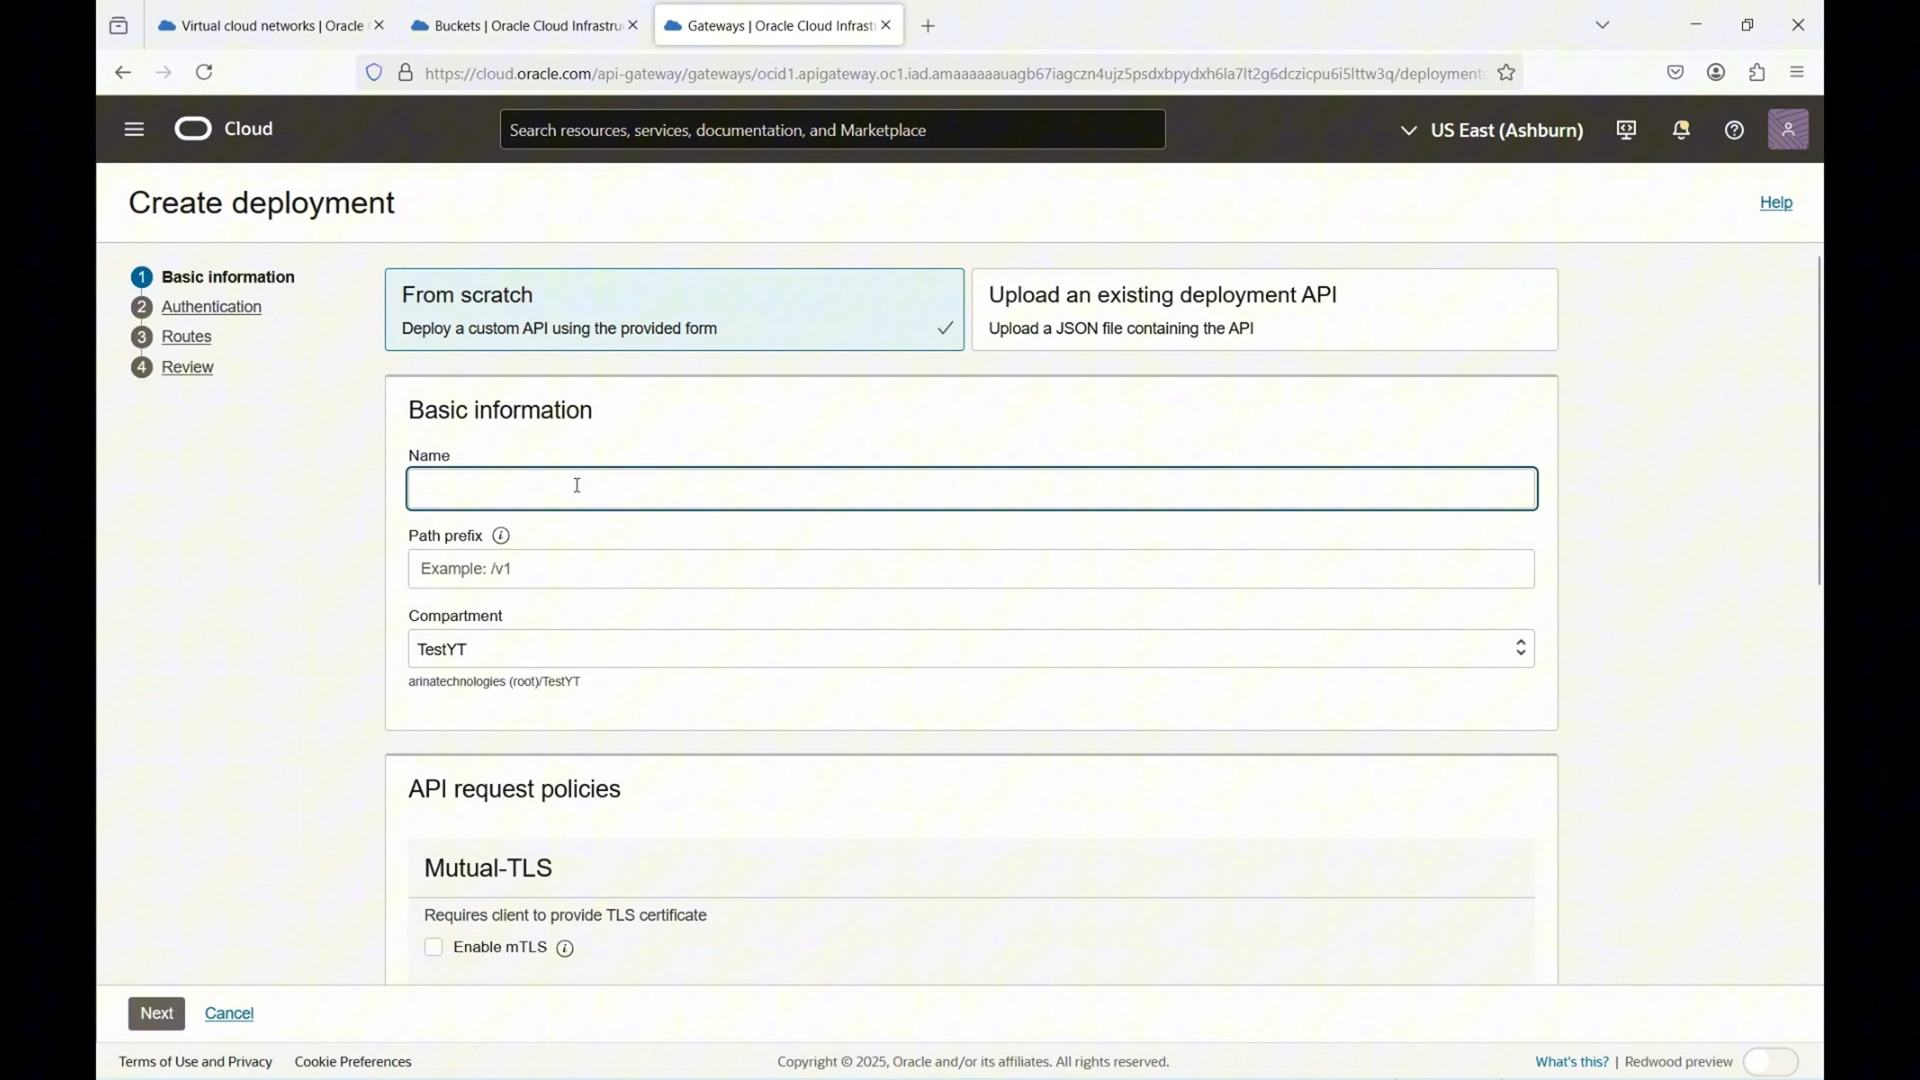 Virtual cloud networks | Oracle
Buckets | Oracle Cloud Infrastru
Gateways | Oracle Cloud Infrast
https://cloud.oracle.com/api-gateway/gateways/ocid1.apigateway.oc1.iad.amaaaaaauagb67iagczn4ujz5psdxbpydxh6la7lt2g6dczicpu6i5lttw3q/deployment
Cloud
Search resources, services, documentation, and Marketplace
US East (Ashburn)
Create deployment
Help
1 Basic information
2 Authentication
3 Routes
4 Review
From scratch
Deploy a custom API using the provided form
Upload an existing deployment API
Upload a JSON file containing the API
Basic information
Name
Path prefix
Example: /v1
Compartment
TestYT
arinatechnologies (root)/TestYT
API request policies
Mutual-TLS
Requires client to provide TLS certificate
Enable mTLS
Next
Cancel
Terms of Use and Privacy
Cookie Preferences
Copyright © 2025, Oracle and/or its affiliates. All rights reserved.
What's this? | Redwood preview